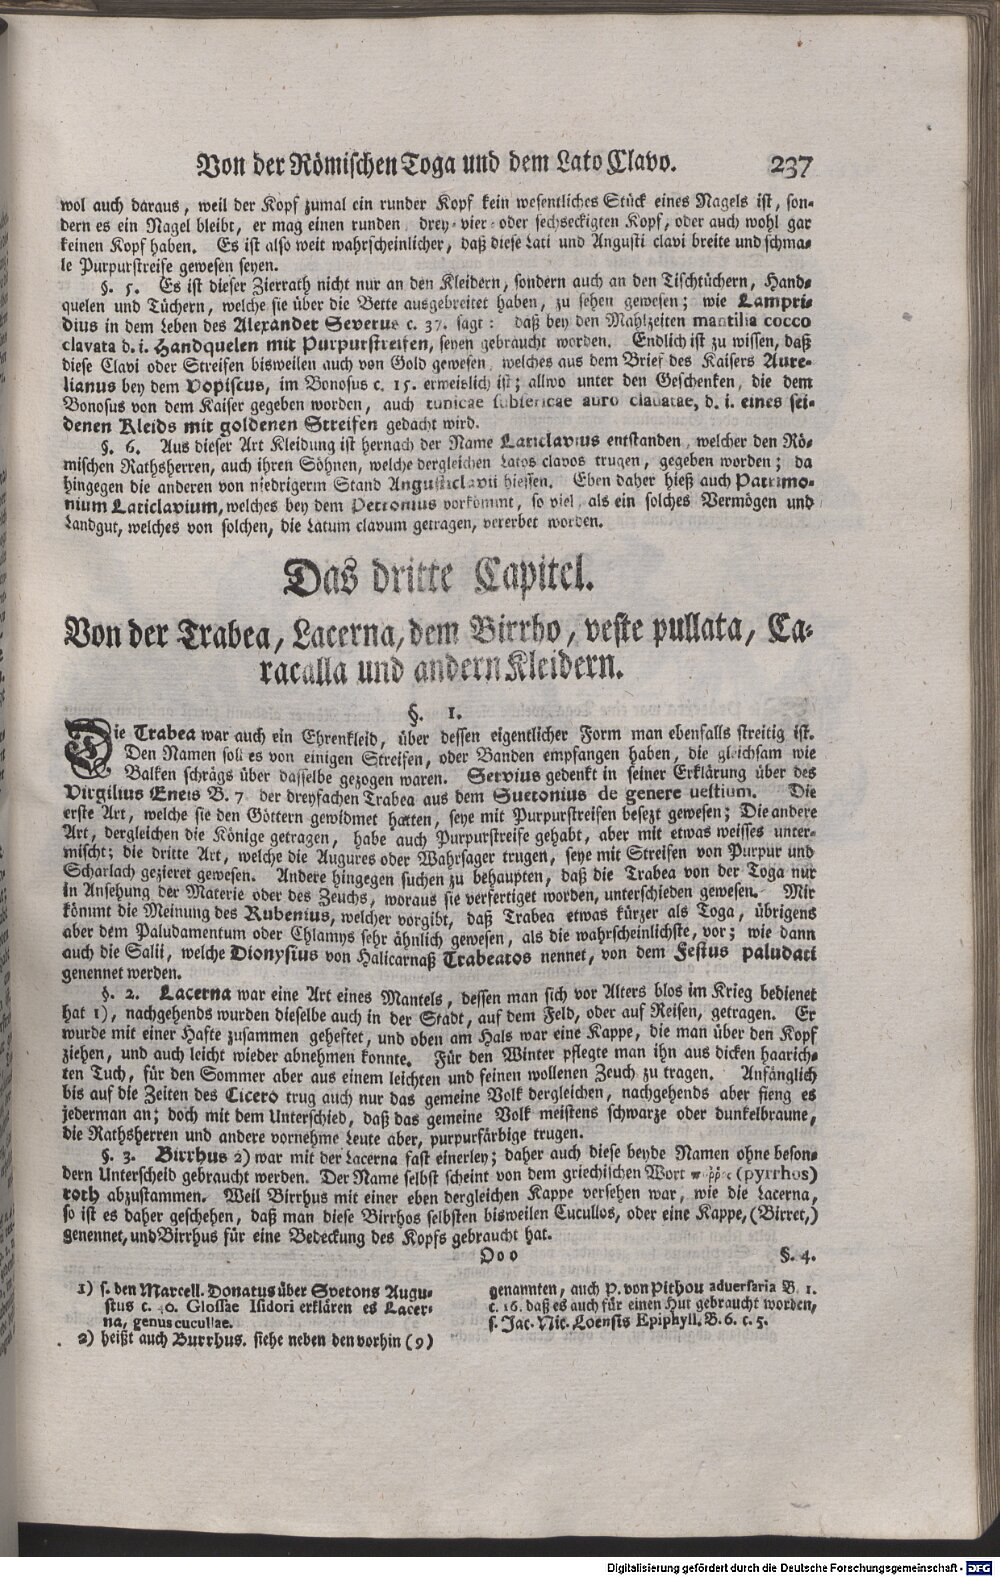 Von der Römischen Toga und dem Lato Clavo. 237
wol auch daraus, weil der Kopf zumal ein runder Kopf kein wesentliches Stück eines Nagels ist, son-
dern es ein Nagel bleibt, er mag einen runden, drey- vier- oder sechseckigten Kopf, oder auch wohl gar
keinen Kopf haben. Es ist also weit wahrscheinlicher, daß diese Lati und Angusti clavi breite und schma-
le Purpurstreife gewesen seyen.
§. 5. Es ist dieser Zierrath nicht nur an den Kleidern, sondern auch an den Tischtüchern, Hand-
quelen und Tüchern, welche sie über die Bette ausgebreitet haben, zu sehen gewesen; wie Lampri-
dius in dem Leben des Alexander Severus c. 37. sagt: daß bey den Mahlzeiten mantilia cocco
clavata d. i. Handquelen mit Purpurstreifen, seyen gebraucht worden. Endlich ist zu wissen, daß
diese Clavi oder Streifen bisweilen auch von Gold gewesen, welches aus dem Brief des Kaisers Aure-
lianus bey dem Vopiscus, im Bonosus c. 15. erweislich ist; allwo unter den Geschenken, die dem
Bonosus von dem Kaiser gegeben worden, auch tunicae subsericae auro clauatae, d. i. eines sei-
denen Kleids mit goldenen Streifen gedacht wird.
§. 6. Aus dieser Art Kleidung ist hernach der Name Laticlavius entstanden, welcher den Rö-
mischen Rathsherren, auch ihren Söhnen, welche dergleichen Latos clavos trugen, gegeben worden; da
hingegen die anderen von niedrigerm Stand Angusticlavii hiessen. Eben daher hieß auch Patrimo-
nium Laticlavium, welches bey dem Petronius vorkommt, so viel, als ein solches Vermögen und
Landgut, welches von solchen, die Latum clavum getragen, vererbet worden.
Das dritte Capitel.
Von der Trabea, Lacerna, dem Birrho, veste pullata, Ca-
racalla und andern Kleidern.
§. 1.
Die Trabea war auch ein Ehrenkleid, über dessen eigentlicher Form man ebenfalls streitig ist.
Den Namen soll es von einigen Streifen, oder Banden empfangen haben, die gleichsam wie
Balken schrägs über dasselbe gezogen waren. Servius gedenkt in seiner Erklärung über des
Virgilius Eneis B. 7 der dreyfachen Trabea aus dem Suetonius de genere uestium. Die
erste Art, welche sie den Göttern gewidmet hatten, seye mit Purpurstreifen besezt gewesen; Die andere
Art, dergleichen die Könige getragen, habe auch Purpurstreife gehabt, aber mit etwas weisses unter-
mischt; die dritte Art, welche die Augures oder Wahrsager trugen, seye mit Streifen von Purpur und
Scharlach gezieret gewesen. Andere hingegen suchen zu behaupten, daß die Trabea von der Toga nur
in Ansehung der Materie oder des Zeuchs, woraus sie verfertiget worden, unterschieden gewesen. Mir
könmt die Meinung des Rubenius, welcher vorgibt, daß Trabea etwas kürzer als Toga, übrigens
aber dem Paludamentum oder Chlamys sehr ähnlich gewesen, als die wahrscheinlichste, vor; wie dann
auch die Salii, welche Dionysius von Halicarnaß Trabeatos nennet, von dem Festus paludati
genennet werden.
§. 2. Lacerna war eine Art eines Mantels, dessen man sich vor Alters blos im Krieg bedienet
hat 1), nachgehends wurden dieselbe auch in der Stadt, auf dem Feld, oder auf Reisen, getragen. Er
wurde mit einer Hafte zusammen geheftet, und oben am Hals war eine Kappe, die man über den Kopf
ziehen, und auch leicht wieder abnehmen konnte. Für den Winter pflegte man ihn aus dicken haarich-
ten Tuch, für den Sommer aber aus einem leichten und feinen wollenen Zeuch zu tragen. Anfänglich
bis auf die Zeiten des Cicero trug auch nur das gemeine Volk dergleichen, nachgehends aber fieng es
jederman an; doch mit dem Unterschied, daß das gemeine Volk meistens schwarze oder dunkelbraune,
die Rathsherren und andere vornehme Leute aber, purpurfärbige trugen.
§. 3. Birrhus 2) war mit der Lacerna fast einerley; daher auch diese beyde Namen ohne beson-
dern Unterscheid gebraucht werden. Der Name selbst scheint von dem griechischen Wort (pyrrhos)
roth abzustammen. Weil Birrhus mit einer eben dergleichen Kappe versehen war, wie die Lacerna,
so ist es daher geschehen, daß man diese Birrhos selbsten bisweilen Cucullos, oder eine Kappe, (Birret,)
genennet, und Birrhus für eine Bedeckung des Kopfs gebraucht hat.
Ooo §. 4.
1) s. den Marcell. Donatus über Svetons Augu-
stus c. 40. Glossae Isidori erklären es Lacer-
na, genus cucullae.
2) heißt auch Burrhus. siehe neben den vorhin (9)
genannten, auch P. von Pithou aduersaria B. 1.
c. 16. daß es auch für einen Hut gebraucht worden,
s. Jac. Nic. Loensis Epiphyll. B. 6. c. 5.
Digitalisierung gefördert durch die Deutsche Forschungsgemeinschaft - DFG